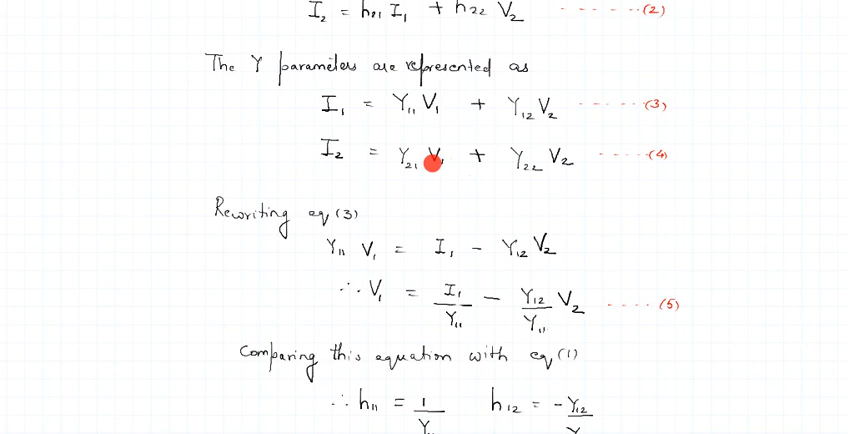 I₂ = h₂₁ I₁ + h₂₂ V₂ ------(2)
The Y parameters are represented as
I₁ = Y₁₁ V₁ + Y₁₂ V₂ ------(3)
I₂ = Y₂₁ V₁ + Y₂₂ V₂ -----(4)
Rewriting eq (3)
Y₁₁ V₁ = I₁ - Y₁₂ V₂
∴ V₁ = I₁/Y₁₁ - Y₁₂/Y₁₁ V₂ ----(5)
Comparing this equation with eq (1)
∴ h₁₁ = 1/Y₁₁ h₁₂ = -Y₁₂/Y